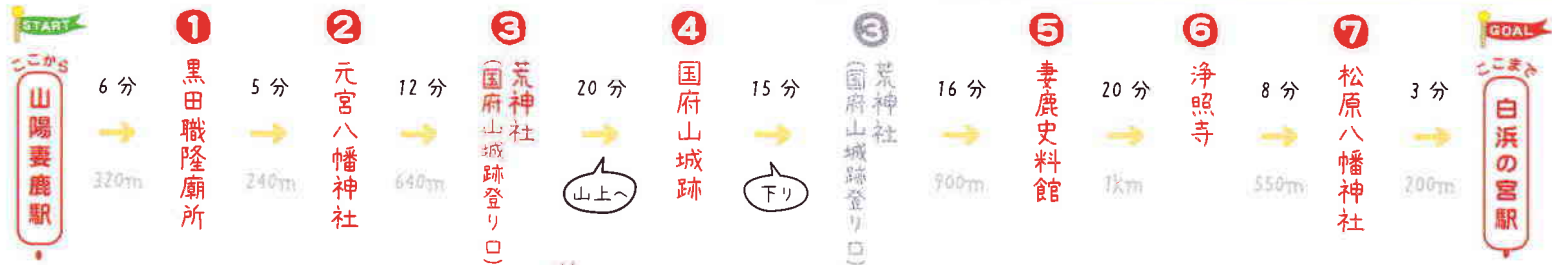 START
ここから
山陽妻鹿駅
6分
320m
❶
黒田職隆廟所
5分
240m
❷
元宮八幡神社
12分
640m
❸
荒神社
(国府山城跡登り口)
20分
山上へ
❹
国府山城跡
15分
下り
③
荒神社
(国府山城跡登り口)
16分
900m
❺
妻鹿史料館
20分
1km
❻
浄照寺
8分
550m
❼
松原八幡神社
3分
200m
GOAL
ここまで
白浜の宮駅